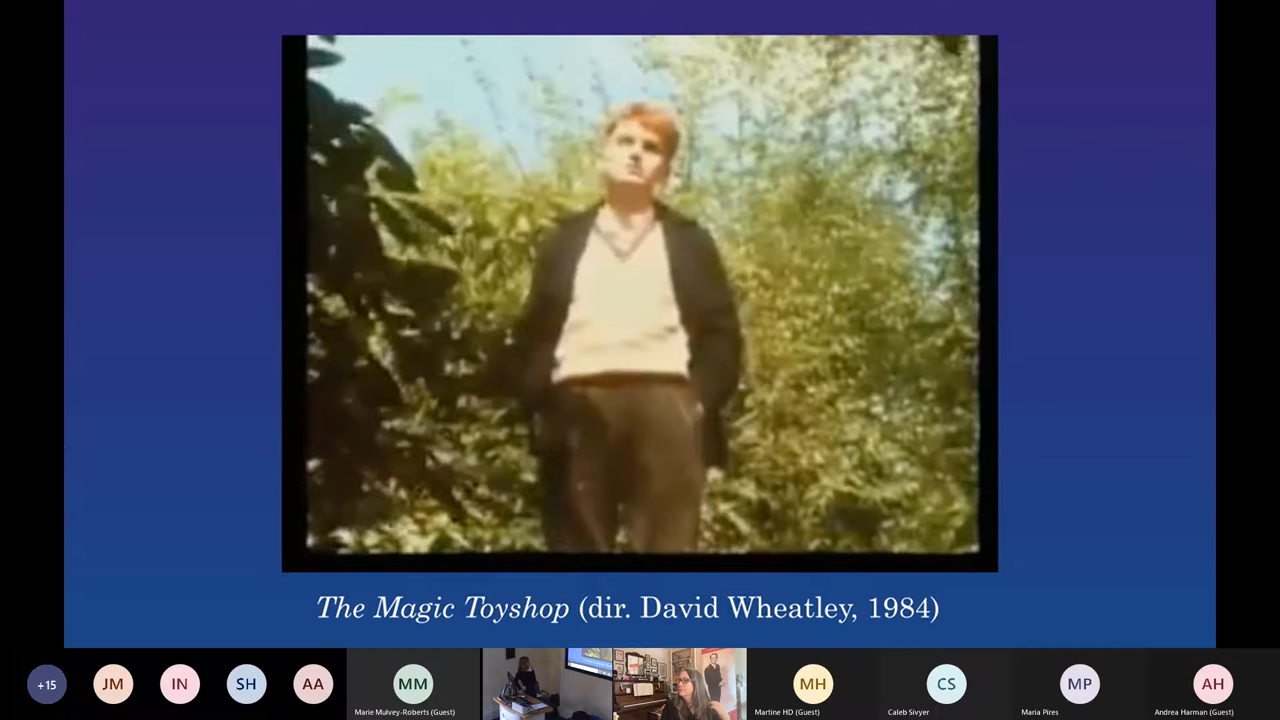 The Magic Toyshop (dir. David Wheatley, 1984)
+15
JM
IN
SH
AA
MM
MH
CS
MP
AH
Marie Mulvey-Roberts (Guest)
Martine HD (Guest)
Caleb Sivyer
Maria Pires
Andrea Harman (Guest)